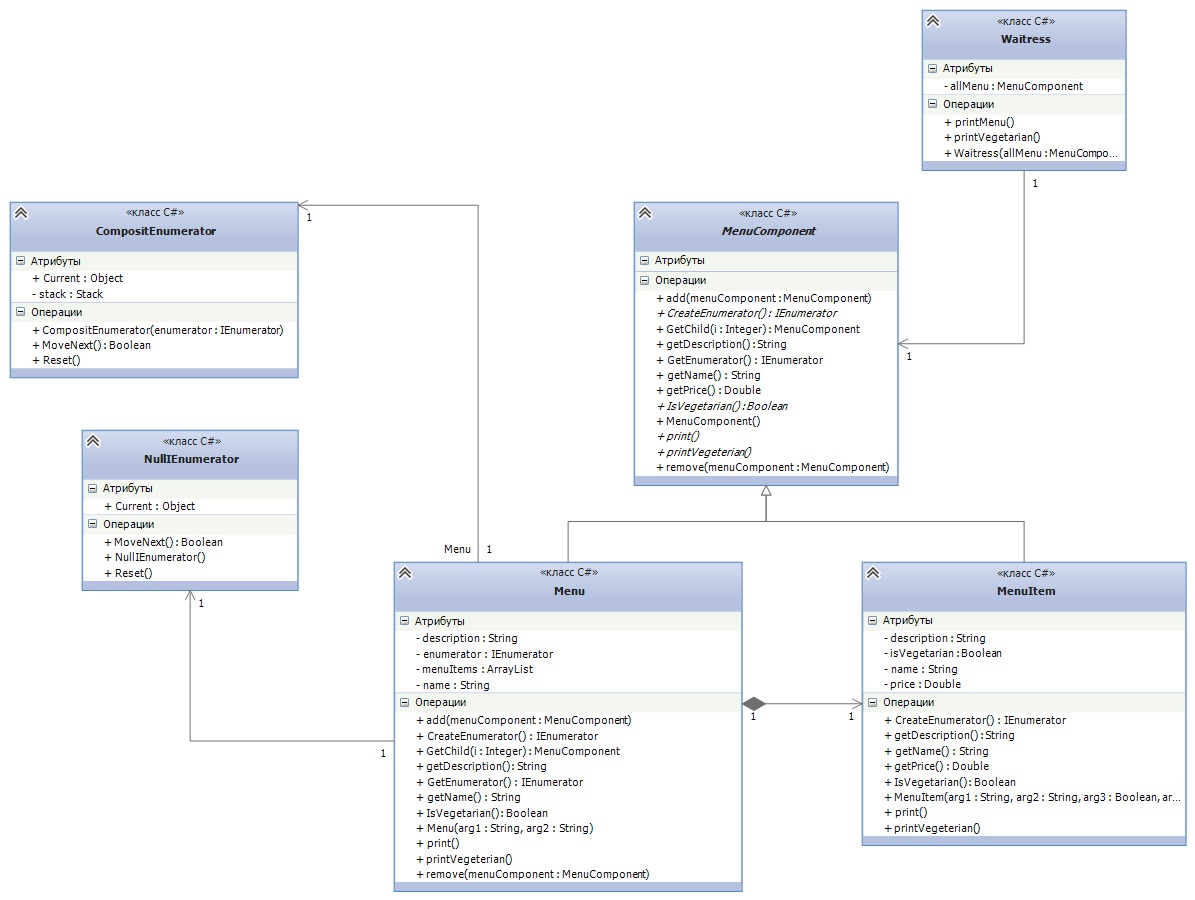 «класс C#»
Waitress
Атрибуты
- allMenu : MenuComponent
Операции
+ printMenu()
+ printVegetarian()
+ Waitress(allMenu : MenuCompo...
1
1
«класс C#»
CompositEnumerator
Атрибуты
+ Current : Object
- stack : Stack
Операции
+ CompositEnumerator(enumerator : IEnumerator)
+ MoveNext() : Boolean
+ Reset()
1
«класс C#»
MenuComponent
Атрибуты
Операции
+ add(menuComponent : MenuComponent)
+ CreateEnumerator() : IEnumerator
+ GetChild(i : Integer) : MenuComponent
+ getDescription() : String
+ GetEnumerator() : IEnumerator
+ getName() : String
+ getPrice() : Double
+ IsVegetarian() : Boolean
+ MenuComponent()
+ print()
+ printVegeterian()
+ remove(menuComponent : MenuComponent)
«класс C#»
NullIEnumerator
Атрибуты
+ Current : Object
Операции
+ MoveNext() : Boolean
+ NullIEnumerator()
+ Reset()
1
1
Menu 1
«класс C#»
Menu
Атрибуты
- description : String
- enumerator : IEnumerator
- menuItems : ArrayList
- name : String
Операции
+ add(menuComponent : MenuComponent)
+ CreateEnumerator() : IEnumerator
+ GetChild(i : Integer) : MenuComponent
+ getDescription() : String
+ GetEnumerator() : IEnumerator
+ getName() : String
+ IsVegetarian() : Boolean
+ Menu(arg1 : String, arg2 : String)
+ print()
+ printVegeterian()
+ remove(menuComponent : MenuComponent)
1
1
«класс C#»
MenuItem
Атрибуты
- description : String
- isVegetarian : Boolean
- name : String
- price : Double
Операции
+ CreateEnumerator() : IEnumerator
+ getDescription() : String
+ getName() : String
+ getPrice() : Double
+ IsVegetarian() : Boolean
+ MenuItem(arg1 : String, arg2 : String, arg3 : Boolean, ar...
+ print()
+ printVegeterian()